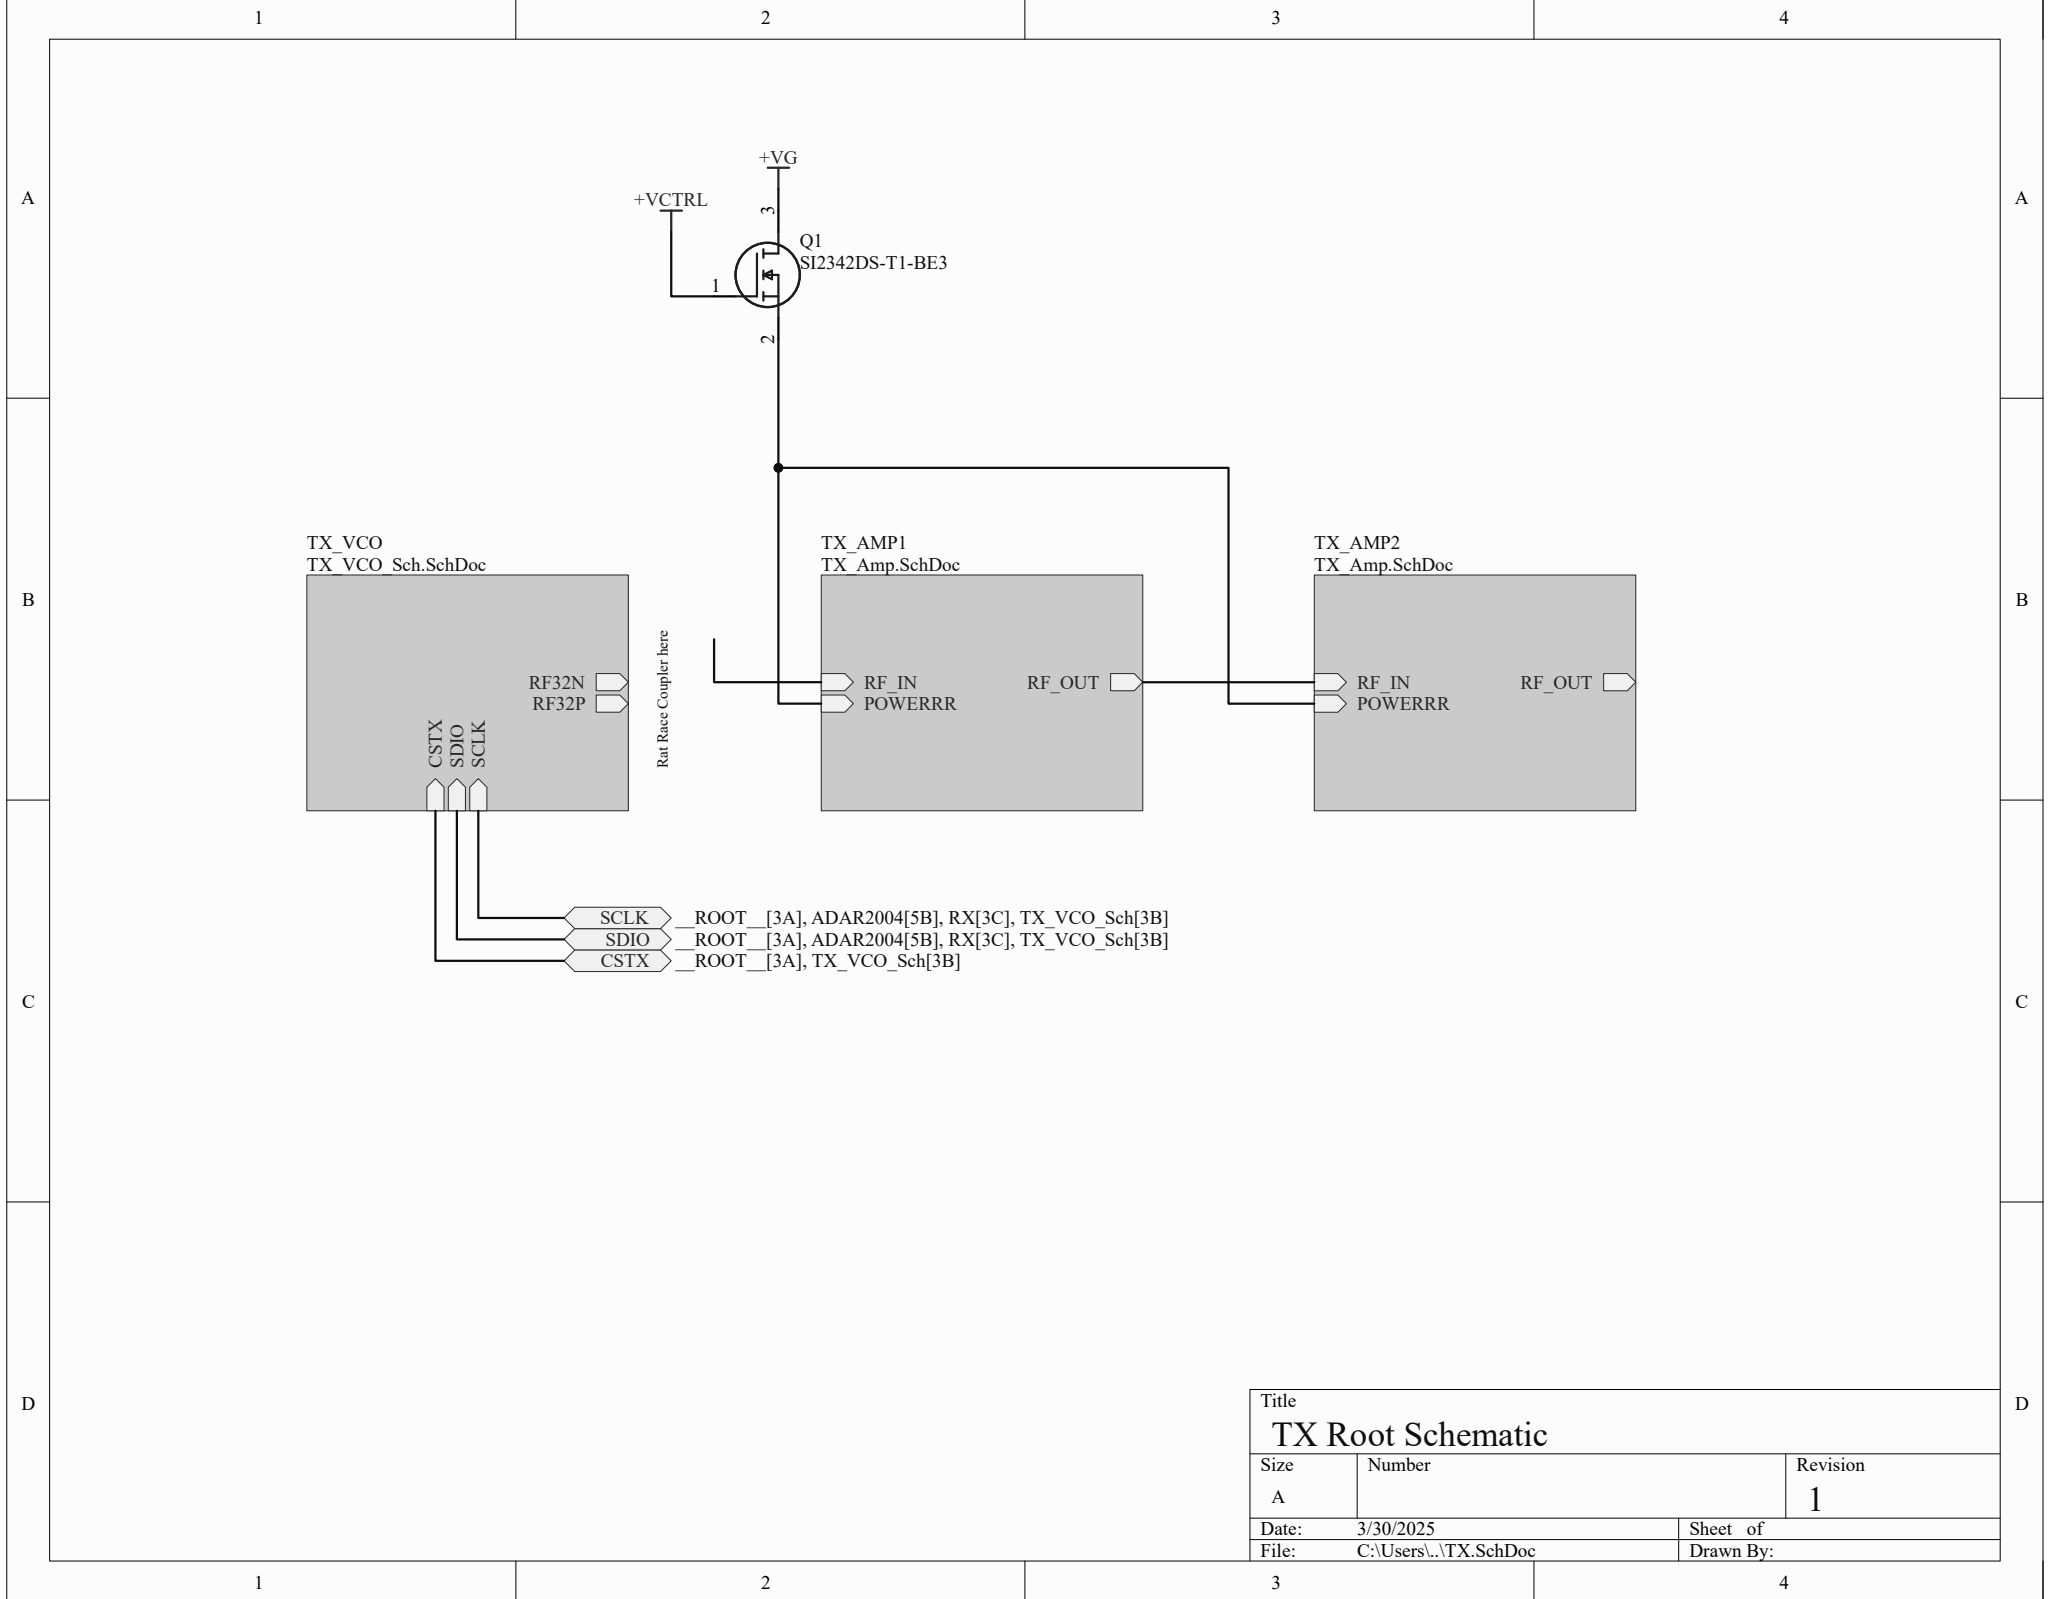 1 2 3 4
A A
+VG
+VCTRL
3
Q1
SI2342DS-T1-BE3
1
2
TX_VCO
TX_VCO_Sch.SchDoc
TX_AMP1
TX_Amp.SchDoc
TX_AMP2
TX_Amp.SchDoc
B B
RF32N
RF32P
CSTX
SDIO
SCLK
Rat Race Coupler here
RF_IN RF_OUT
POWERRR
RF_IN RF_OUT
POWERRR
SCLK __ROOT__[3A], ADAR2004[5B], RX[3C], TX_VCO_Sch[3B]
SDIO __ROOT__[3A], ADAR2004[5B], RX[3C], TX_VCO_Sch[3B]
CSTX __ROOT__[3A], TX_VCO_Sch[3B]
C C
D D
Title
TX Root Schematic
Size Number Revision
A 1
Date: 3/30/2025 Sheet of
File: C:\Users\..\TX.SchDoc Drawn By:
1 2 3 4